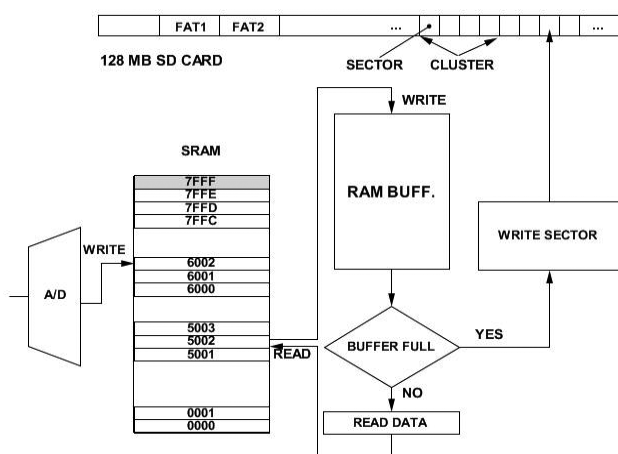 FAT1 FAT2 ... ...
128 MB SD CARD
SECTOR CLUSTER
WRITE
SRAM
7FFF
7FFE
7FFD
7FFC
RAM BUFF.
WRITE
6002
6001
6000
A/D
WRITE SECTOR
5003
5002
5001
READ
BUFFER FULL
YES
NO
0001
0000
READ DATA